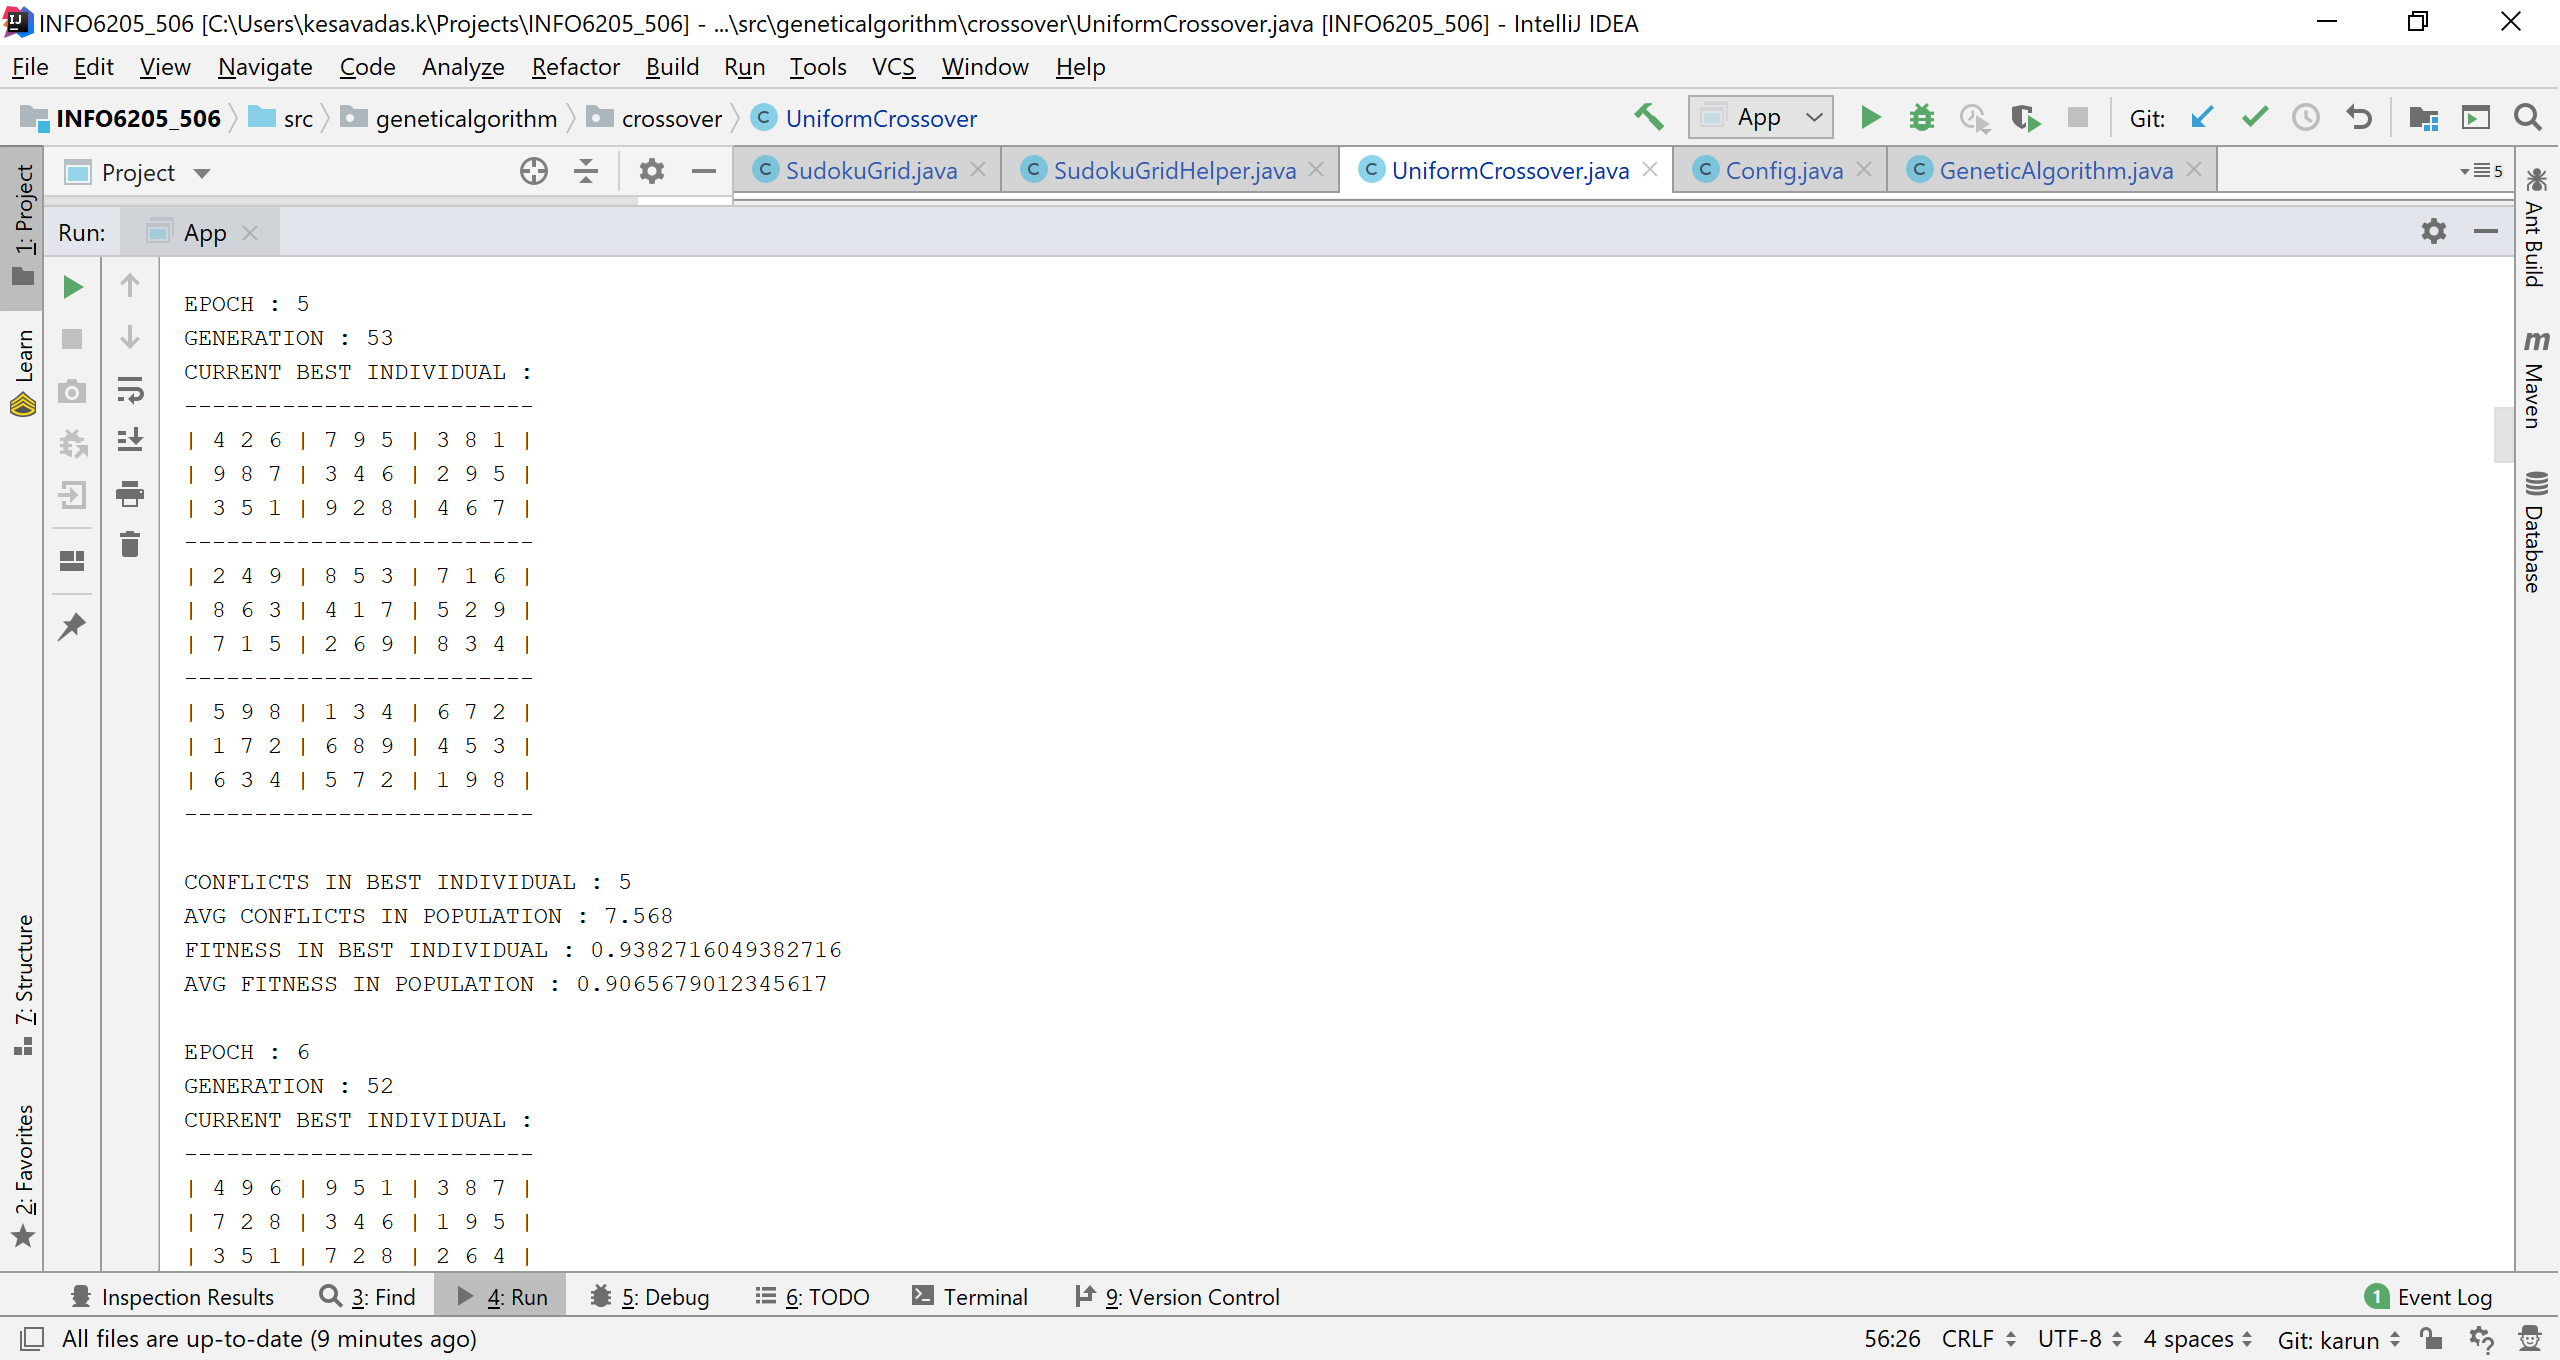 INFO6205_506 [C:\Users\kesavadas.k\Projects\INFO6205_506] - ...\src\geneticalgorithm\crossover\UniformCrossover.java [INFO6205_506] - IntelliJ IDEA
File Edit View Navigate Code Analyze Refactor Build Run Tools VCS Window Help
INFO6205_506 src geneticalgorithm crossover C UniformCrossover App Git:
Project C SudokuGrid.java C SudokuGridHelper.java C UniformCrossover.java C Config.java C GeneticAlgorithm.java 5
Run: App
1: Project
Learn
7: Structure
2: Favorites
EPOCH : 5
GENERATION : 53
CURRENT BEST INDIVIDUAL :
-------------------------
| 4 2 6 | 7 9 5 | 3 8 1 |
| 9 8 7 | 3 4 6 | 2 9 5 |
| 3 5 1 | 9 2 8 | 4 6 7 |
-------------------------
| 2 4 9 | 8 5 3 | 7 1 6 |
| 8 6 3 | 4 1 7 | 5 2 9 |
| 7 1 5 | 2 6 9 | 8 3 4 |
-------------------------
| 5 9 8 | 1 3 4 | 6 7 2 |
| 1 7 2 | 6 8 9 | 4 5 3 |
| 6 3 4 | 5 7 2 | 1 9 8 |
-------------------------
CONFLICTS IN BEST INDIVIDUAL : 5
AVG CONFLICTS IN POPULATION : 7.568
FITNESS IN BEST INDIVIDUAL : 0.9382716049382716
AVG FITNESS IN POPULATION : 0.9065679012345617
EPOCH : 6
GENERATION : 52
CURRENT BEST INDIVIDUAL :
-------------------------
| 4 9 6 | 9 5 1 | 3 8 7 |
| 7 2 8 | 3 4 6 | 1 9 5 |
| 3 5 1 | 7 2 8 | 2 6 4 |
Ant Build
m Maven
Database
Inspection Results 3: Find 4: Run 5: Debug 6: TODO Terminal 9: Version Control 1 Event Log
All files are up-to-date (9 minutes ago) 56:26 CRLF UTF-8 4 spaces Git: karun